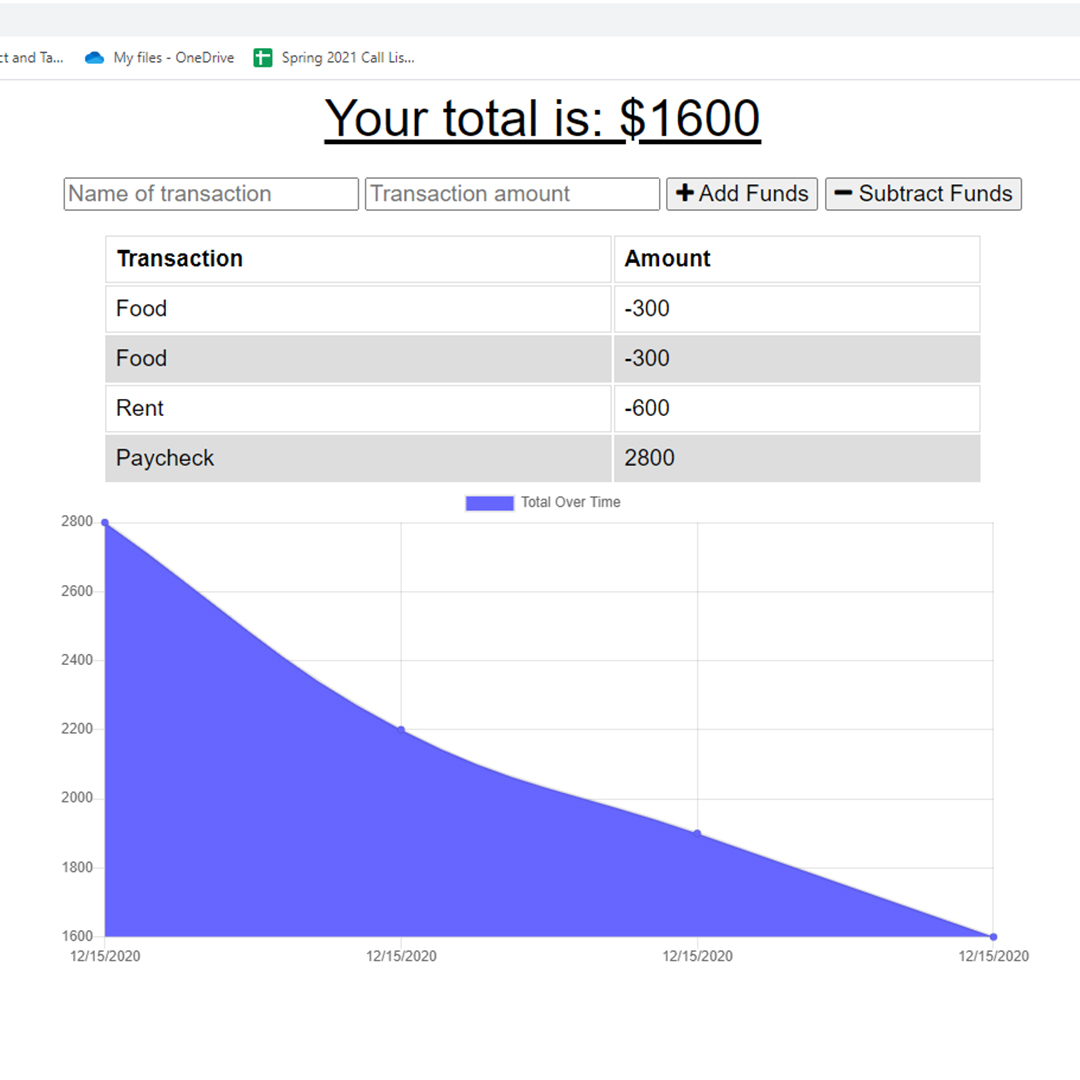 ct and Ta... My files - OneDrive Spring 2021 Call Lis...
Your total is: $1600
Name of transaction Transaction amount Add Funds Subtract Funds
Transaction Amount
Food -300
Food -300
Rent -600
Paycheck 2800
Total Over Time
2800
2600
2400
2200
2000
1800
1600
12/15/2020 12/15/2020 12/15/2020 12/15/2020